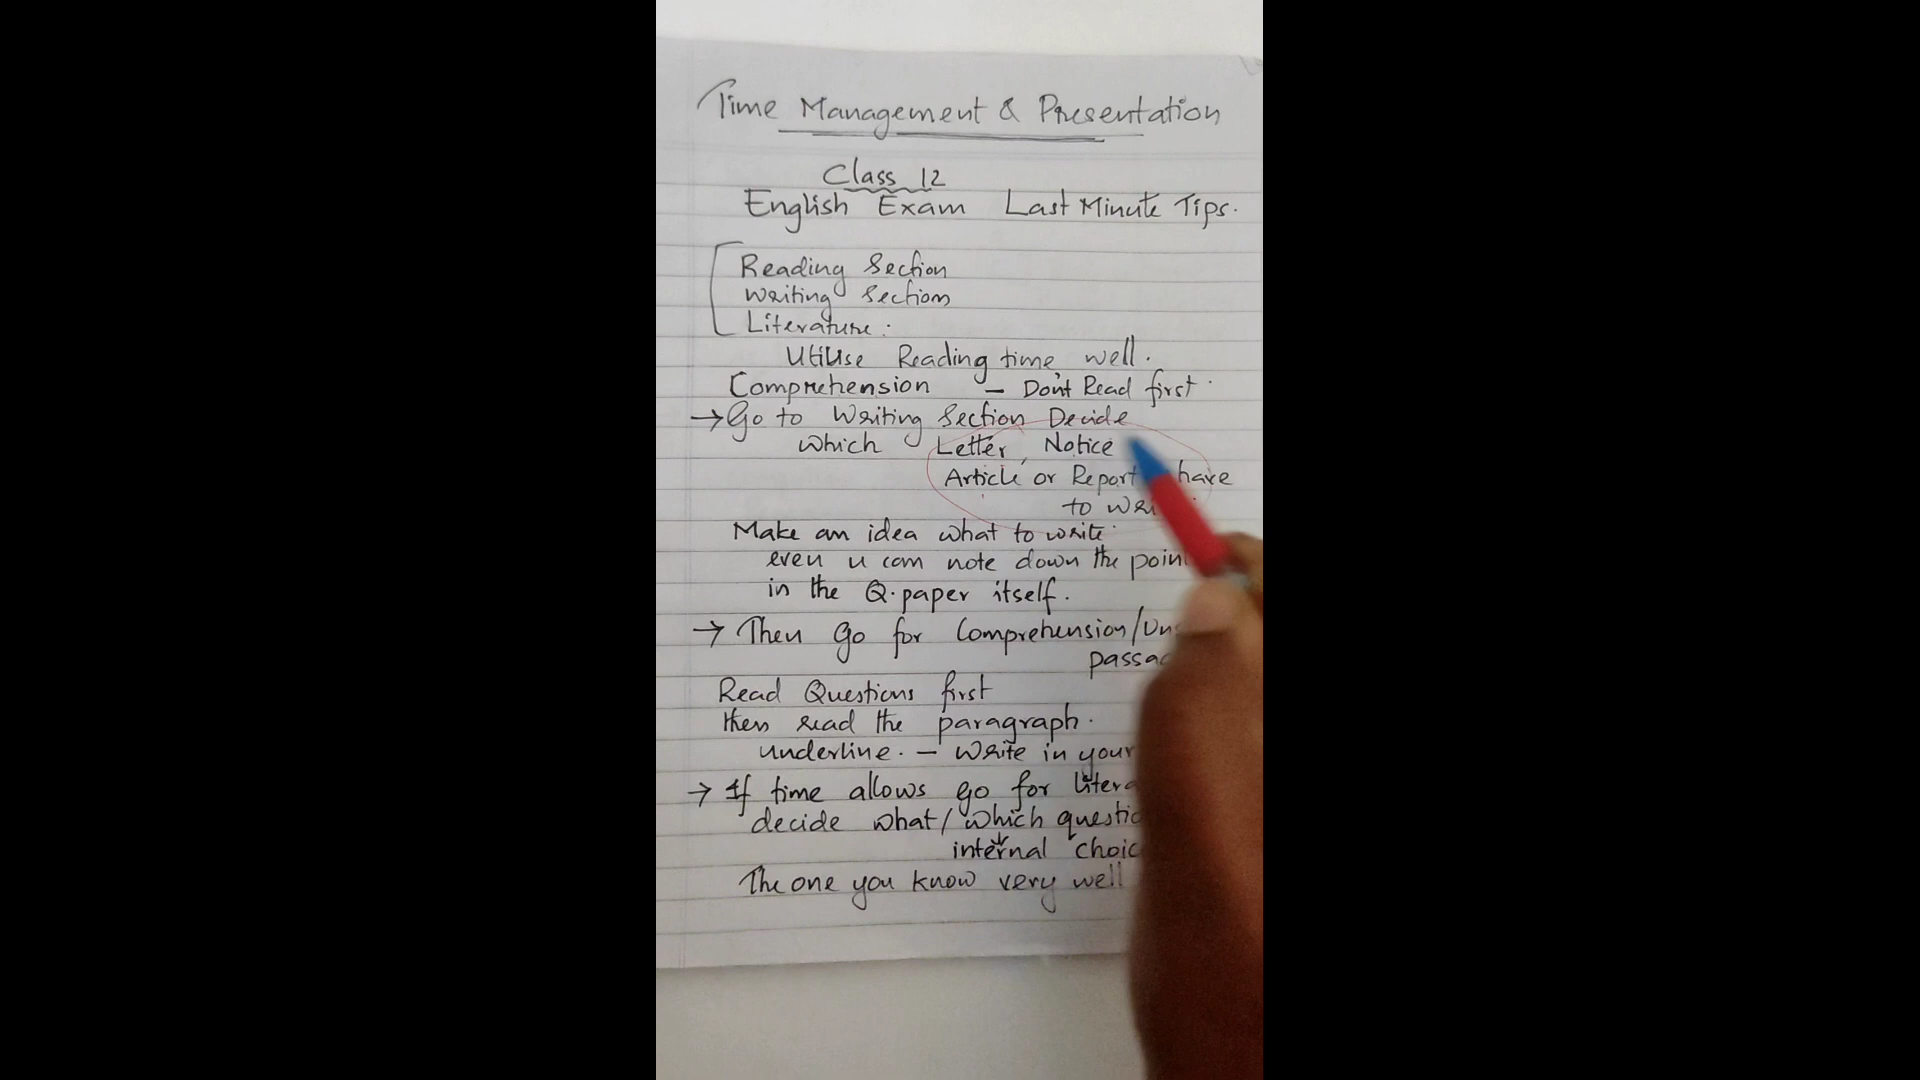 Time Management & Presentation
Class 12
English Exam Last Minute Tips.
Reading Section
Writing Section
Literature.
Utilise Reading time well.
Comprehension - Don't Read first.
→ Go to Writing Section Decide
which Letter, Notice
Article or Report have
to
Make an idea what to write.
even u can note down the
in the Q. paper itself.
→ Then go for Comprehension/
Read Questions first
then read the paragraph.
underline. - Write in your
→ If time allows go for
decide what/which
internal
The one you know very well